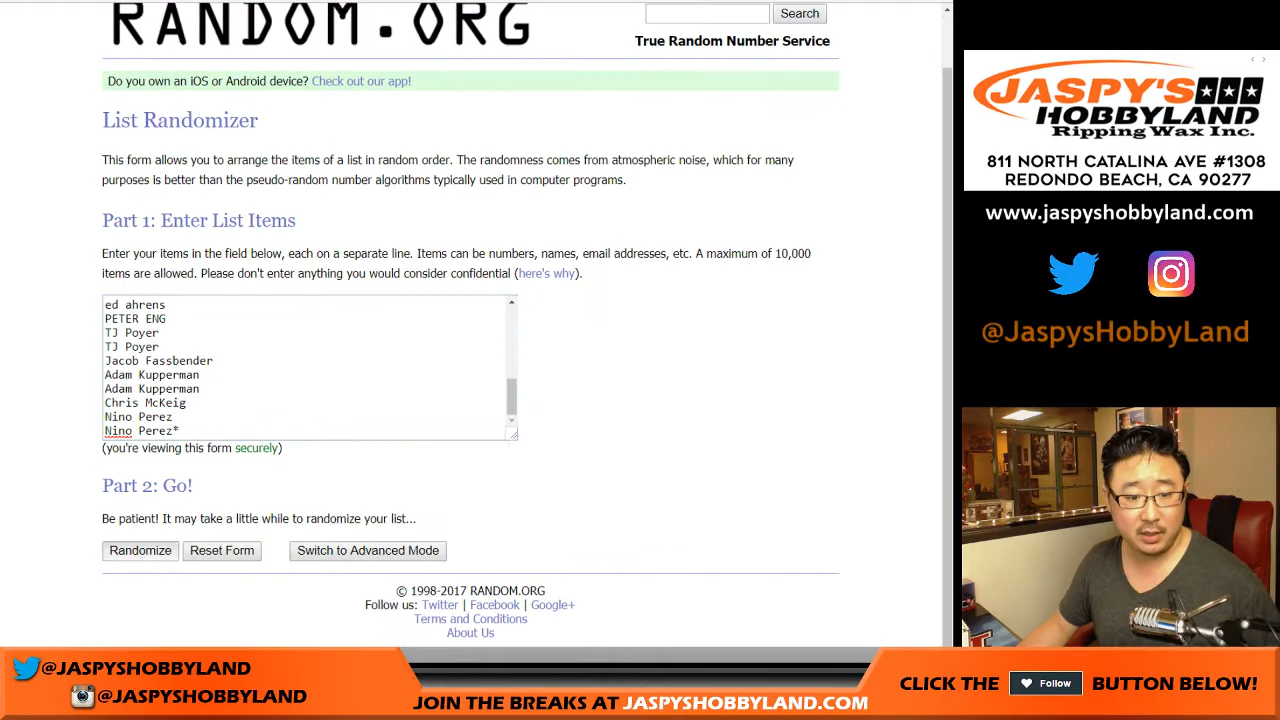 RANDOM.ORG
Search
True Random Number Service
Do you own an iOS or Android device? Check out our app!
List Randomizer
This form allows you to arrange the items of a list in random order. The randomness comes from atmospheric noise, which for many
purposes is better than the pseudo-random number algorithms typically used in computer programs.
Part 1: Enter List Items
Enter your items in the field below, each on a separate line. Items can be numbers, names, email addresses, etc. A maximum of 10,000
items are allowed. Please don't enter anything you would consider confidential (here's why).
ed ahrens
PETER ENG
TJ Poyer
TJ Poyer
Jacob Fassbender
Adam Kupperman
Adam Kupperman
Chris McKeig
Nino Perez
Nino Perez*
(you're viewing this form securely)
Part 2: Go!
Be patient! It may take a little while to randomize your list...
Randomize
Reset Form
Switch to Advanced Mode
© 1998-2017 RANDOM.ORG
Follow us: Twitter | Facebook | Google+
Terms and Conditions
About Us
JASPY'S
HOBBYLAND
Ripping Wax Inc.
811 NORTH CATALINA AVE #1308
REDONDO BEACH, CA 90277
www.jaspyshobbyland.com
@JaspysHobbyLand
@JASPYSHOBBYLAND
@JASPYSHOBBYLAND
JOIN THE BREAKS AT JASPYSHOBBYLAND.COM
CLICK THE
Follow
BUTTON BELOW!